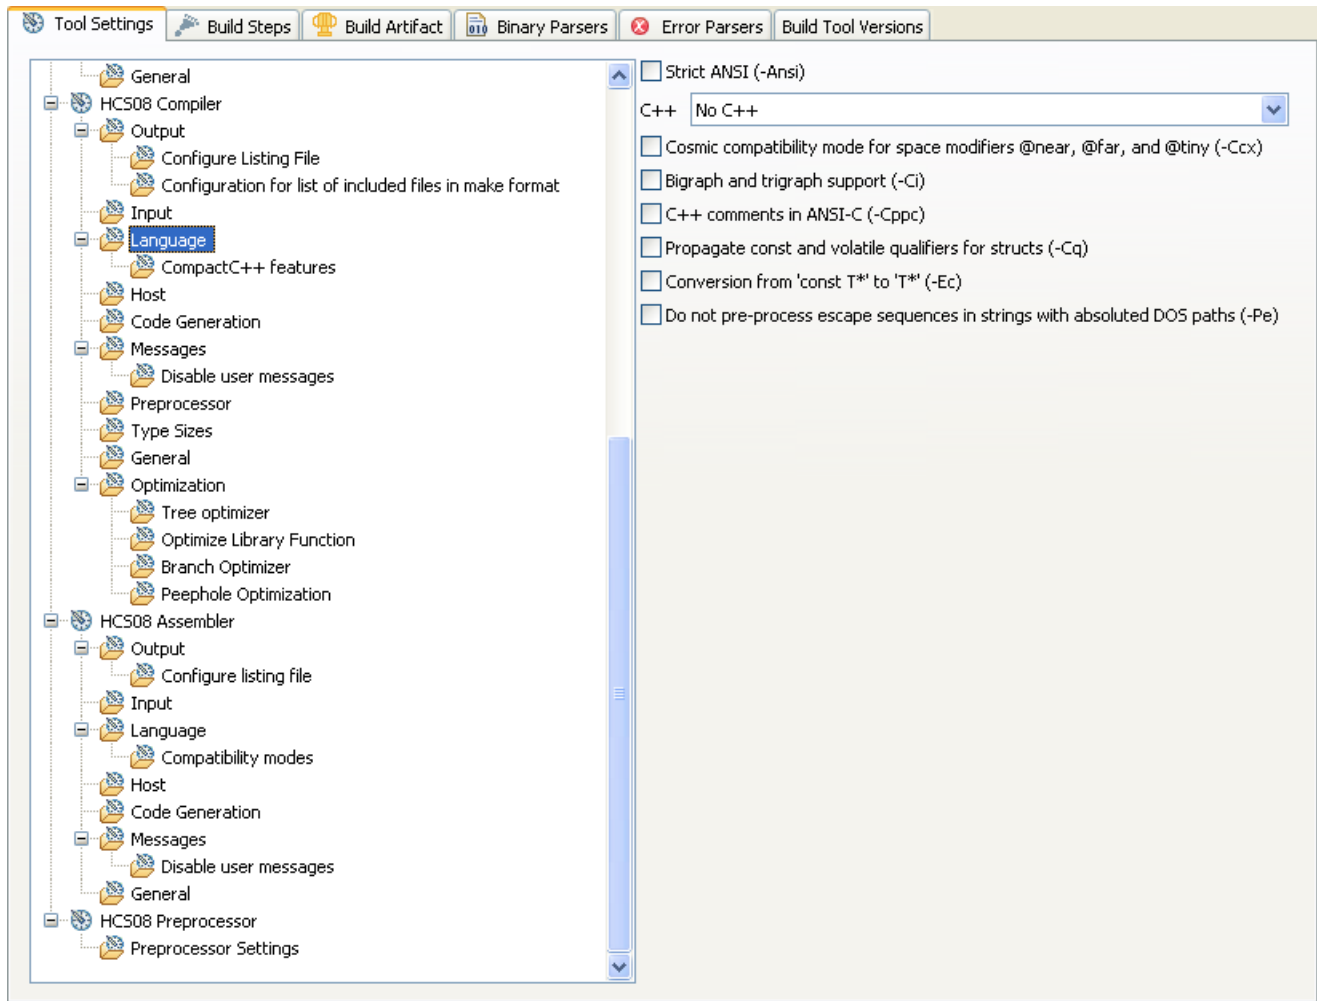 Tool Settings Build Steps Build Artifact Binary Parsers Error Parsers Build Tool Versions
General
HCS08 Compiler
Output
Configure Listing File
Configuration for list of included files in make format
Input
Language
CompactC++ features
Host
Code Generation
Messages
Disable user messages
Preprocessor
Type Sizes
General
Optimization
Tree optimizer
Optimize Library Function
Branch Optimizer
Peephole Optimization
HCS08 Assembler
Output
Configure listing file
Input
Language
Compatibility modes
Host
Code Generation
Messages
Disable user messages
General
HCS08 Preprocessor
Preprocessor Settings
Strict ANSI (-Ansi)
C++ No C++
Cosmic compatibility mode for space modifiers @near, @far, and @tiny (-Ccx)
Bigraph and trigraph support (-Ci)
C++ comments in ANSI-C (-Cppc)
Propagate const and volatile qualifiers for structs (-Cq)
Conversion from 'const T*' to 'T*' (-Ec)
Do not pre-process escape sequences in strings with absoluted DOS paths (-Pe)